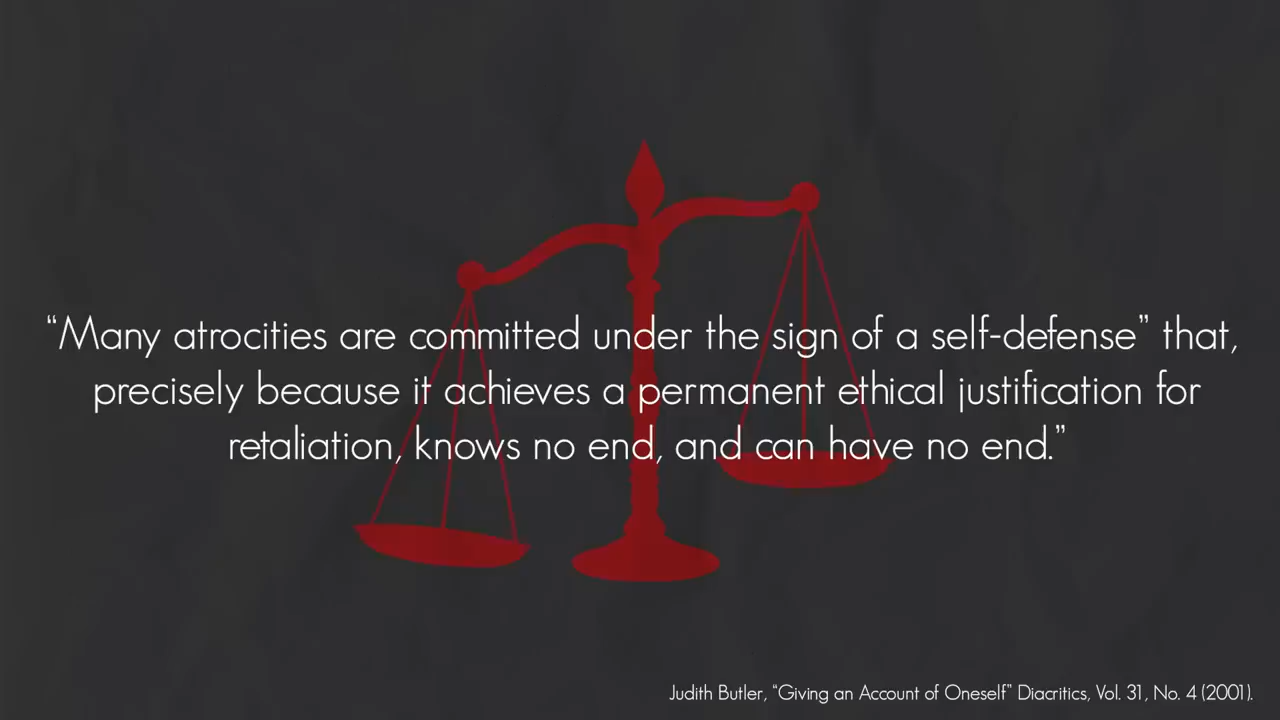 “Many atrocities are committed under the sign of a self-defense” that,
precisely because it achieves a permanent ethical justification for
retaliation, knows no end, and can have no end.”
Judith Butler, “Giving an Account of Oneself” Diacritics, Vol. 31, No. 4 (2001).